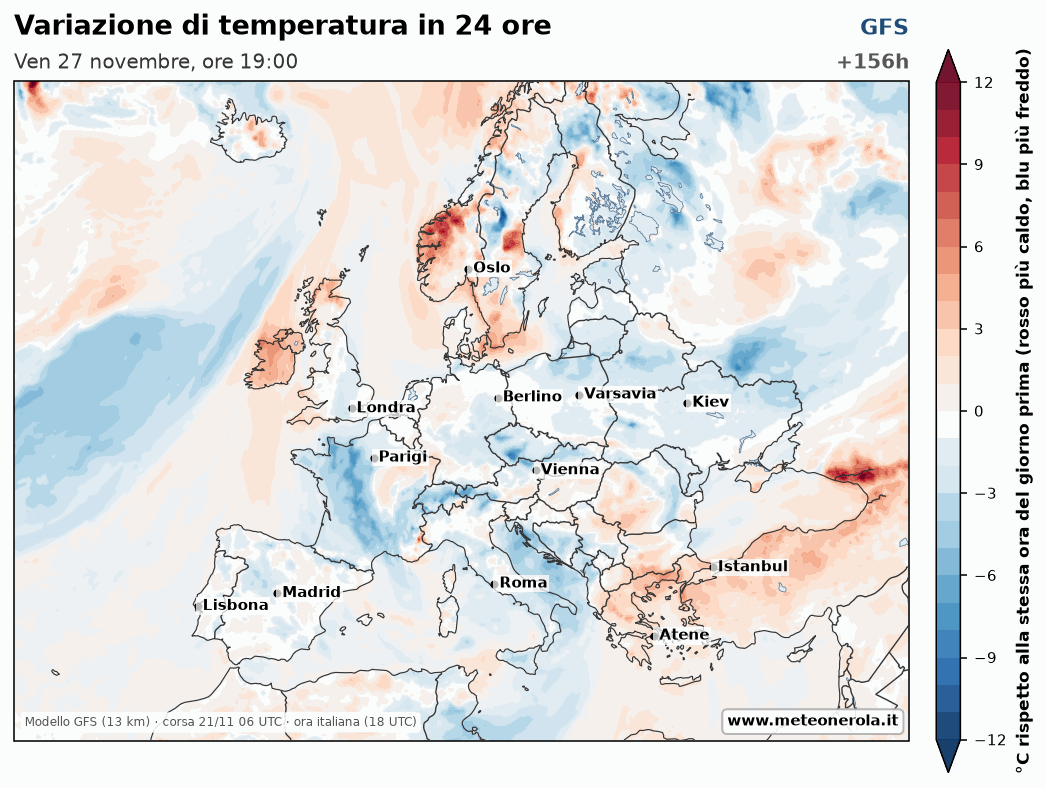 Variazione di temperatura in 24 ore
GFS
Ven 27 novembre, ore 19:00
+156h
Oslo
Londra
Berlino
Varsavia
Kiev
Parigi
Vienna
Istanbul
Roma
Madrid
Lisbona
Atene
Modello GFS (13 km) · corsa 21/11 06 UTC · ora italiana (18 UTC)
www.meteonerola.it
12
9
6
3
0
−3
−6
−9
−12
°C rispetto alla stessa ora del giorno prima (rosso più caldo, blu più freddo)